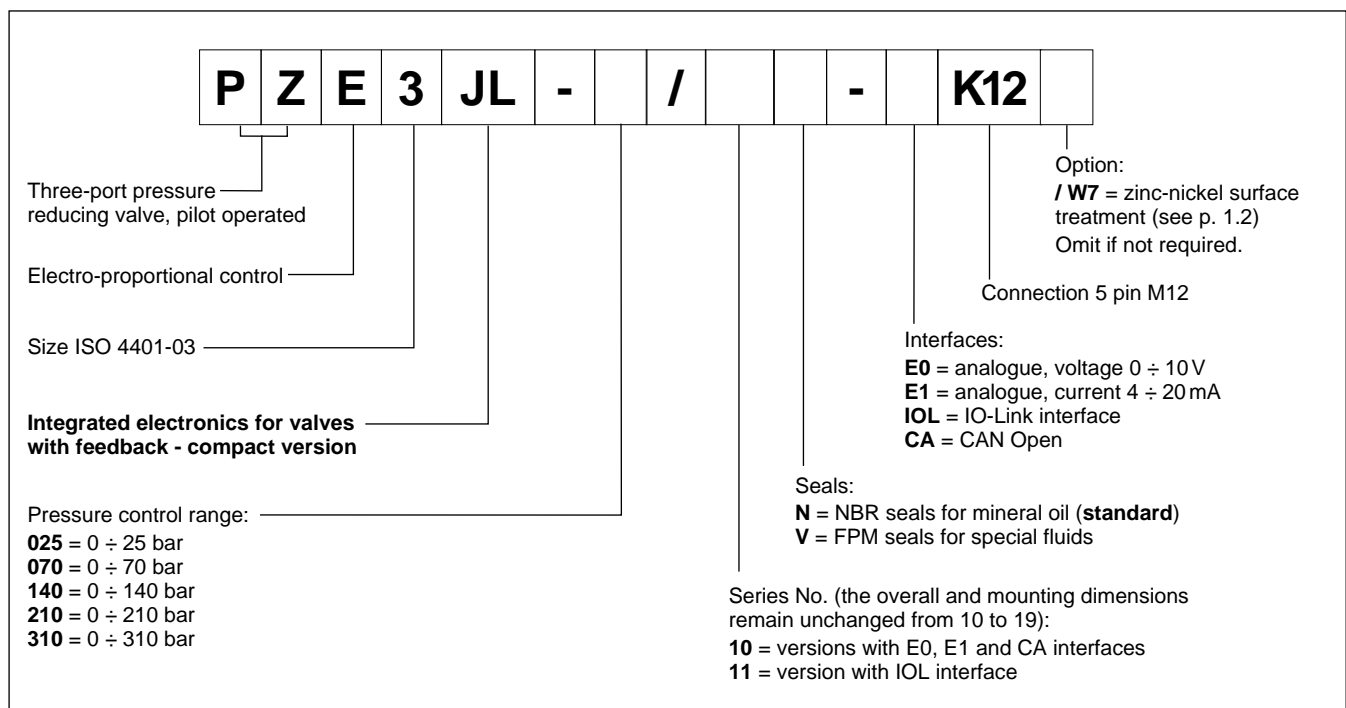 P Z E 3 JL - / - K12
Three-port pressure
reducing valve, pilot operated
Electro-proportional control
Size ISO 4401-03
Integrated electronics for valves
with feedback - compact version
Pressure control range:
025 = 0 ÷ 25 bar
070 = 0 ÷ 70 bar
140 = 0 ÷ 140 bar
210 = 0 ÷ 210 bar
310 = 0 ÷ 310 bar
Option:
/ W7 = zinc-nickel surface
treatment (see p. 1.2)
Omit if not required.
Connection 5 pin M12
Interfaces:
E0 = analogue, voltage 0 ÷ 10 V
E1 = analogue, current 4 ÷ 20 mA
IOL = IO-Link interface
CA = CAN Open
Seals:
N = NBR seals for mineral oil (standard)
V = FPM seals for special fluids
Series No. (the overall and mounting dimensions
remain unchanged from 10 to 19):
10 = versions with E0, E1 and CA interfaces
11 = version with IOL interface